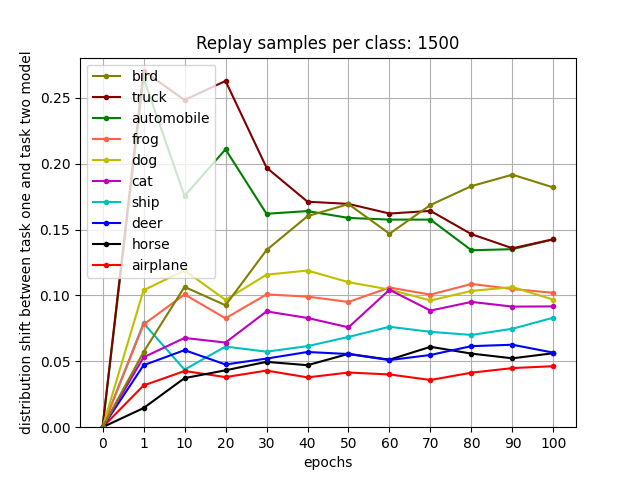 Replay samples per class: 1500
distribution shift between task one and task two model
0.25
0.20
0.15
0.10
0.05
0.00
bird
truck
automobile
frog
dog
cat
ship
deer
horse
airplane
0 1 10 20 30 40 50 60 70 80 90 100
epochs